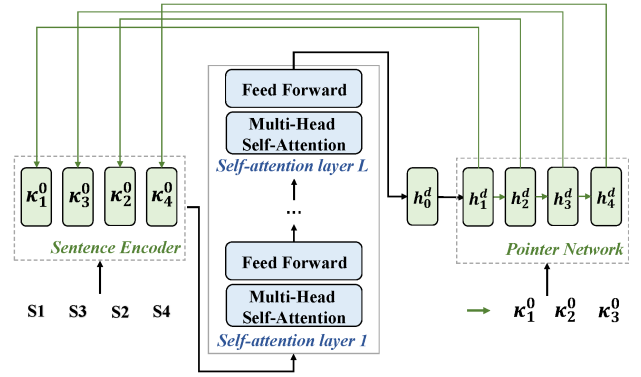 Feed Forward
Multi-Head
Self-Attention
Self-attention layer L
...
Feed Forward
Multi-Head
Self-Attention
Self-attention layer 1
κ₁⁰ κ₃⁰ κ₂⁰ κ₄⁰
Sentence Encoder
S1 S3 S2 S4
h₀ᵈ h₁ᵈ h₂ᵈ h₃ᵈ h₄ᵈ
Pointer Network
κ₁⁰ κ₂⁰ κ₃⁰